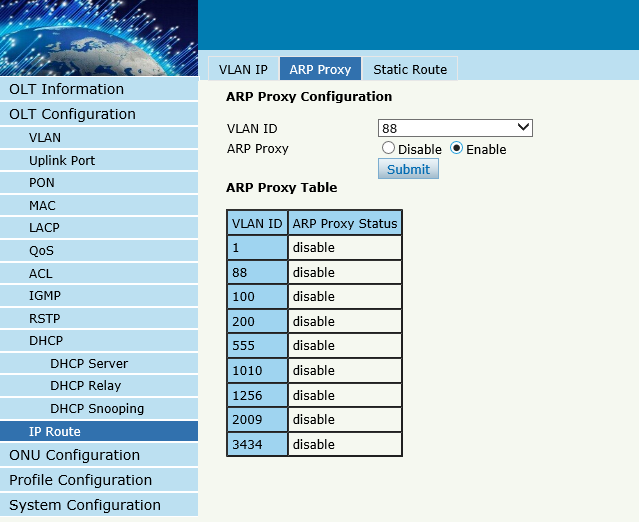 VLAN IP ARP Proxy Static Route
OLT Information
OLT Configuration
VLAN
Uplink Port
PON
MAC
LACP
QoS
ACL
IGMP
RSTP
DHCP
DHCP Server
DHCP Relay
DHCP Snooping
IP Route
ONU Configuration
Profile Configuration
System Configuration
ARP Proxy Configuration
VLAN ID 88
ARP Proxy Disable Enable
Submit
ARP Proxy Table
VLAN ID ARP Proxy Status
1 disable
88 disable
100 disable
200 disable
555 disable
1010 disable
1256 disable
2009 disable
3434 disable